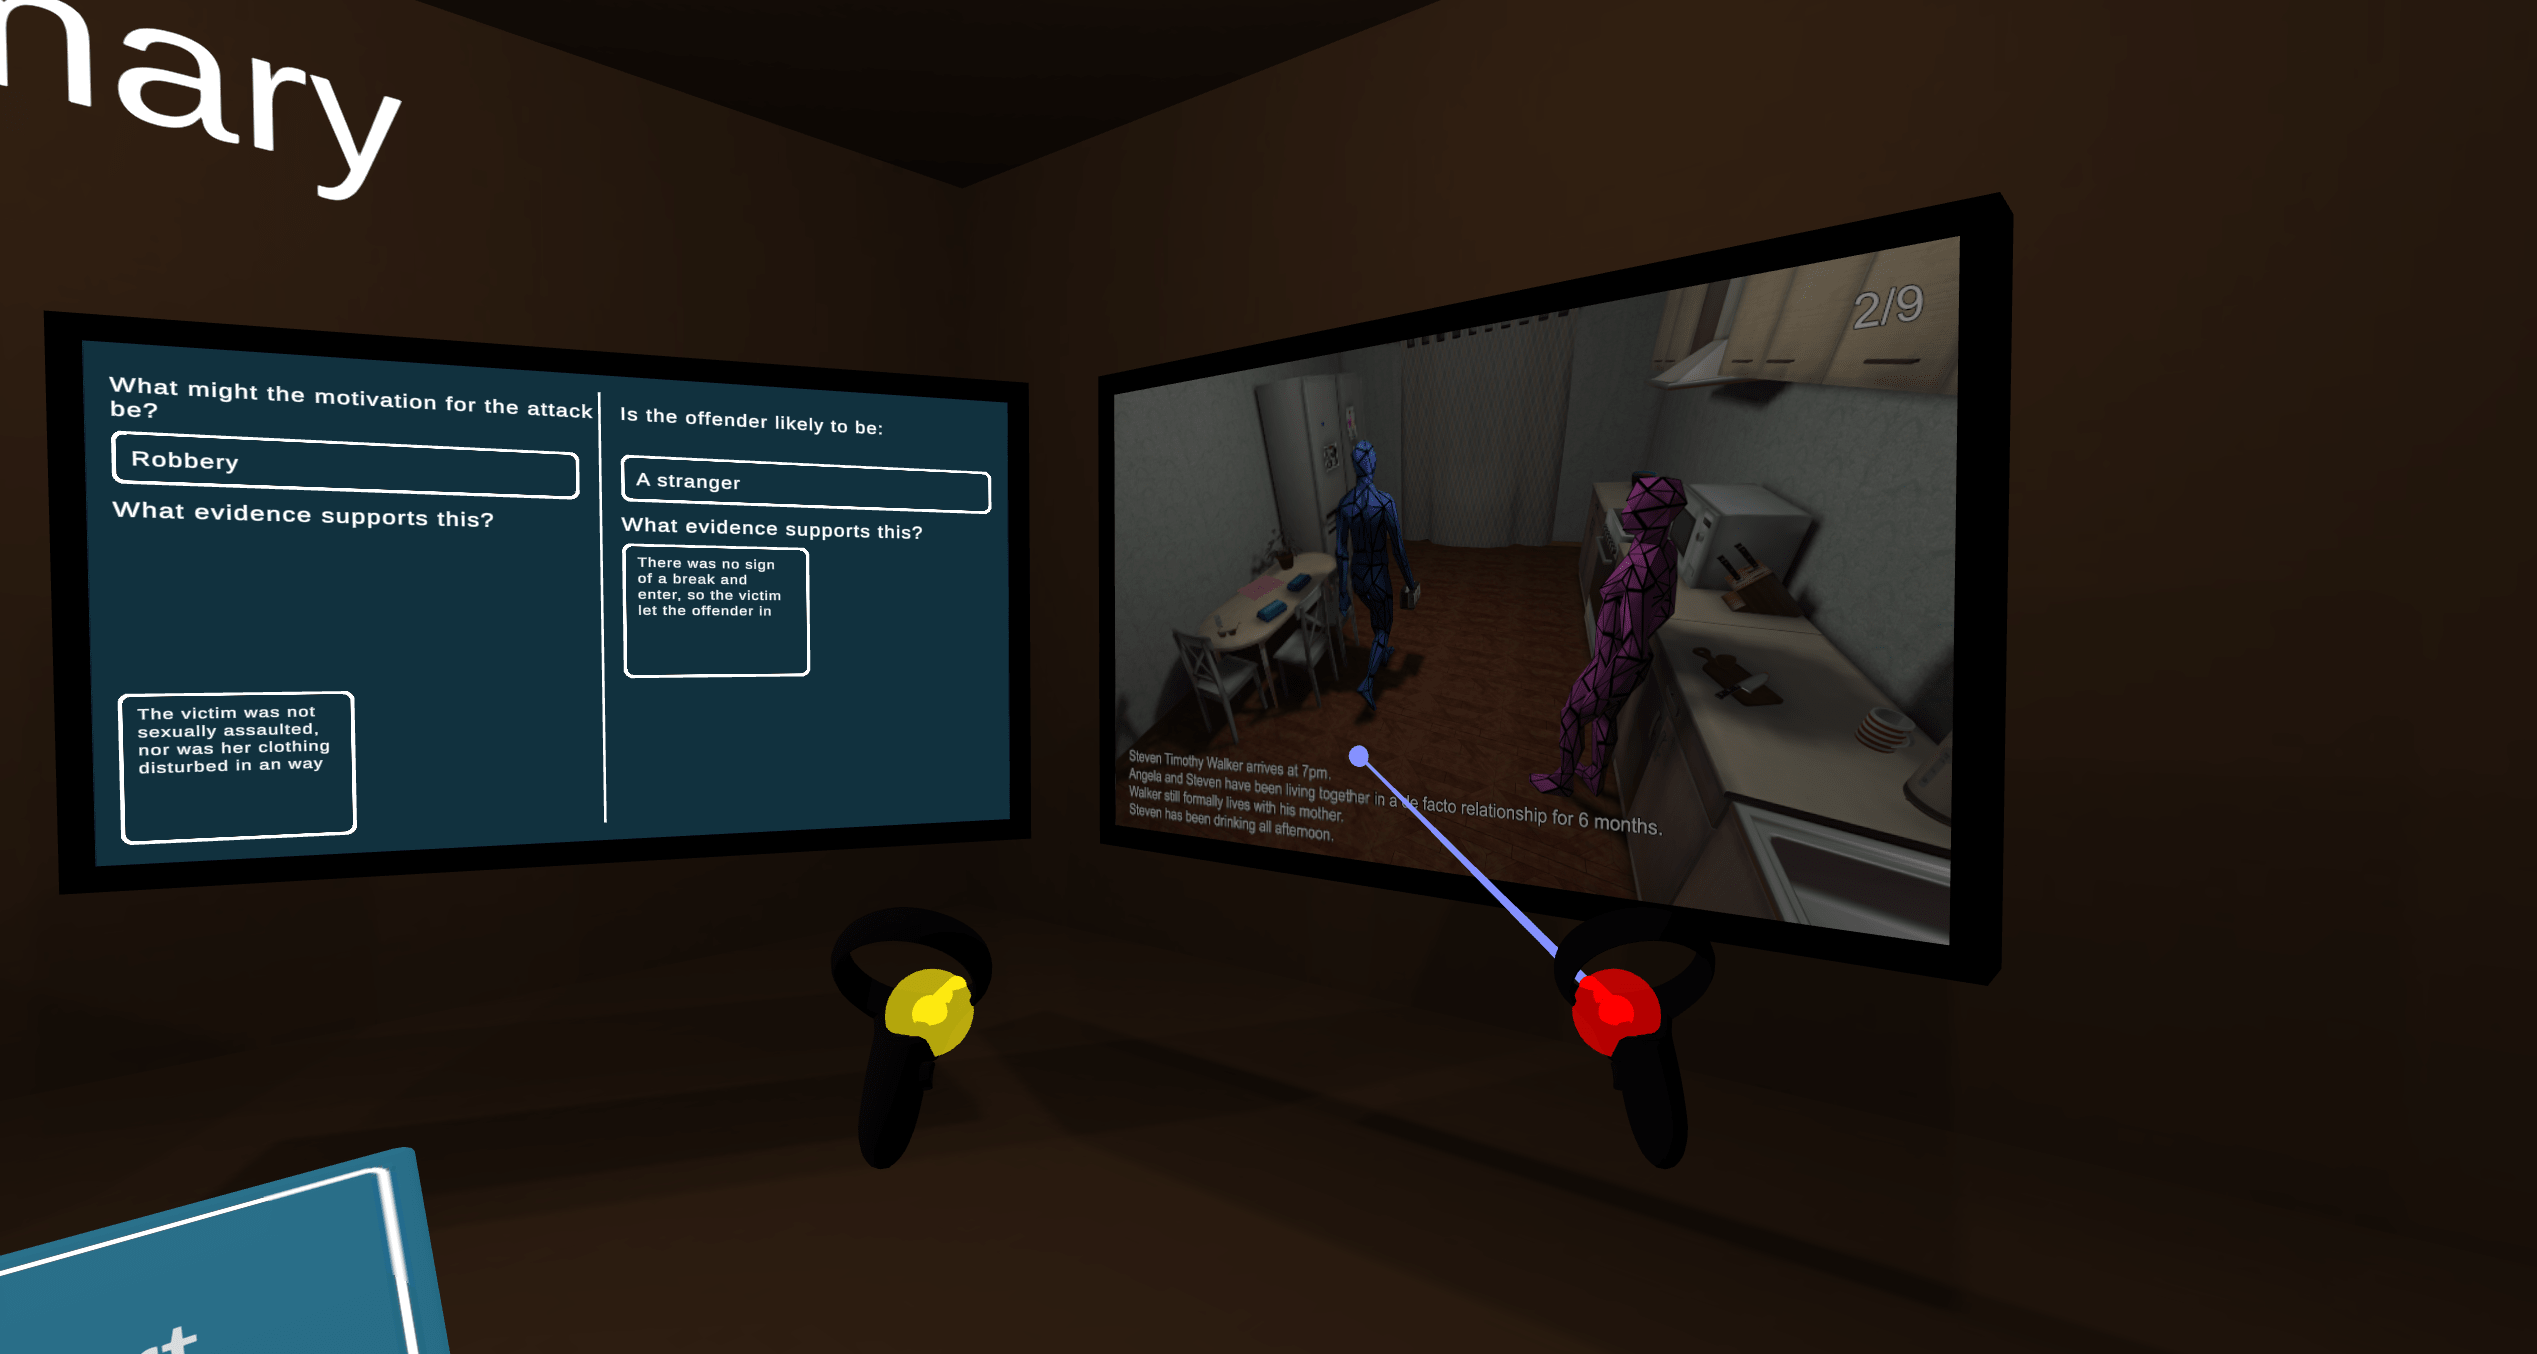 nary
What might the motivation for the attack
be?
Robbery
What evidence supports this?
The victim was not
sexually assaulted,
nor was her clothing
disturbed in an way
Is the offender likely to be:
A stranger
What evidence supports this?
There was no sign
of a break and
enter, so the victim
let the offender in
2/9
Steven Timothy Walker arrives at 7pm.
Angela and Steven have been living together in a de facto relationship for 6 months.
Walker still formally lives with his mother.
Steven has been drinking all afternoon.